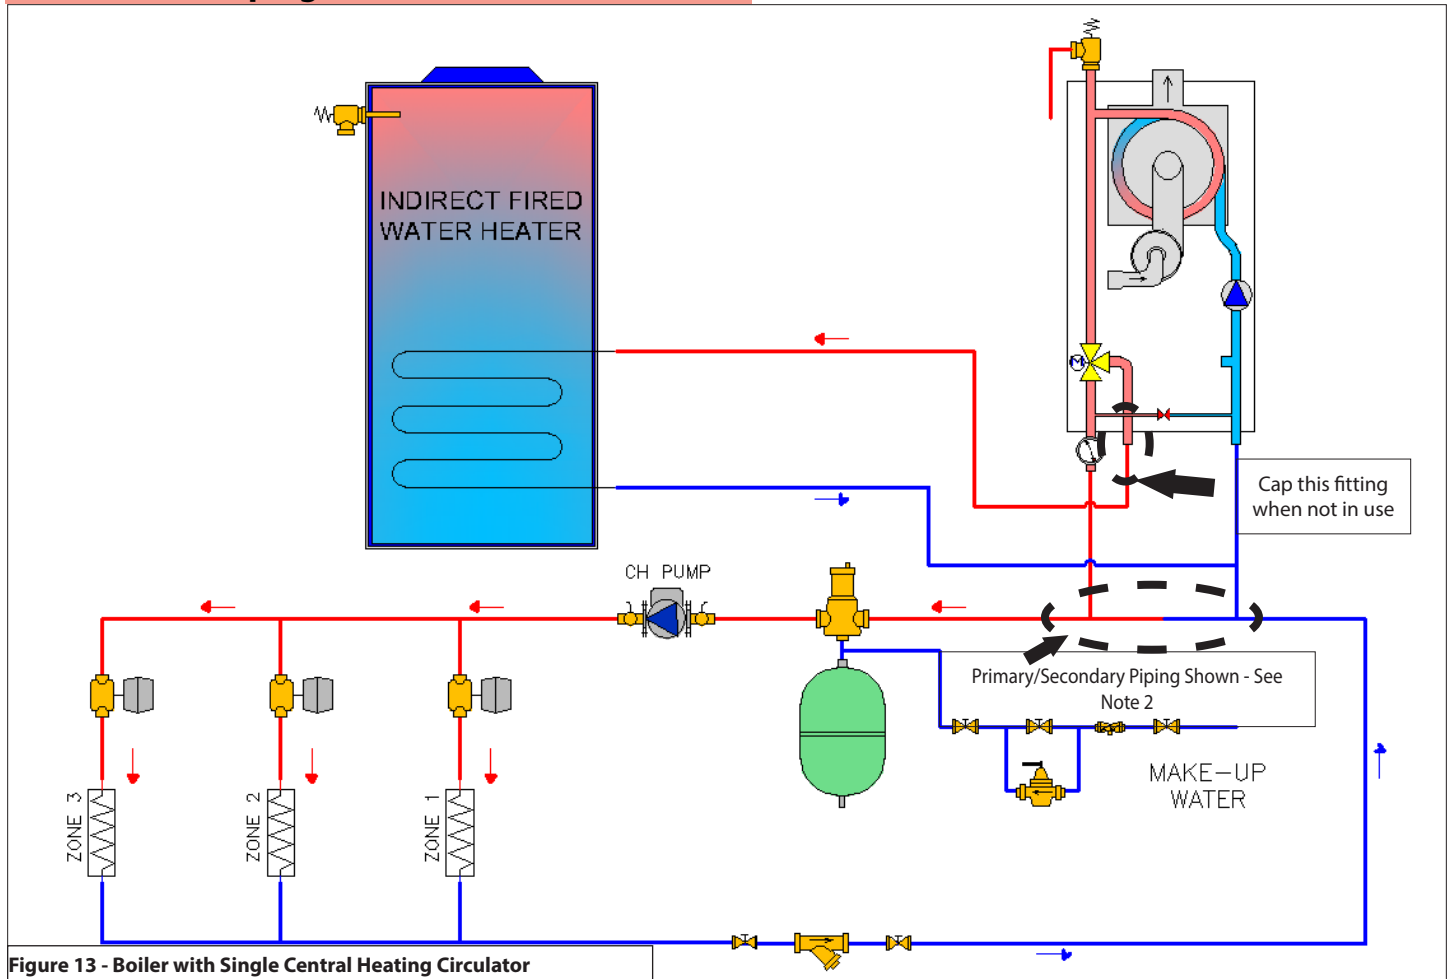 INDIRECT FIRED
WATER HEATER
M
Cap this fitting
when not in use
CH PUMP
Primary/Secondary Piping Shown - See
Note 2
MAKE-UP
WATER
ZONE 3
ZONE 2
ZONE 1
Figure 13 - Boiler with Single Central Heating Circulator